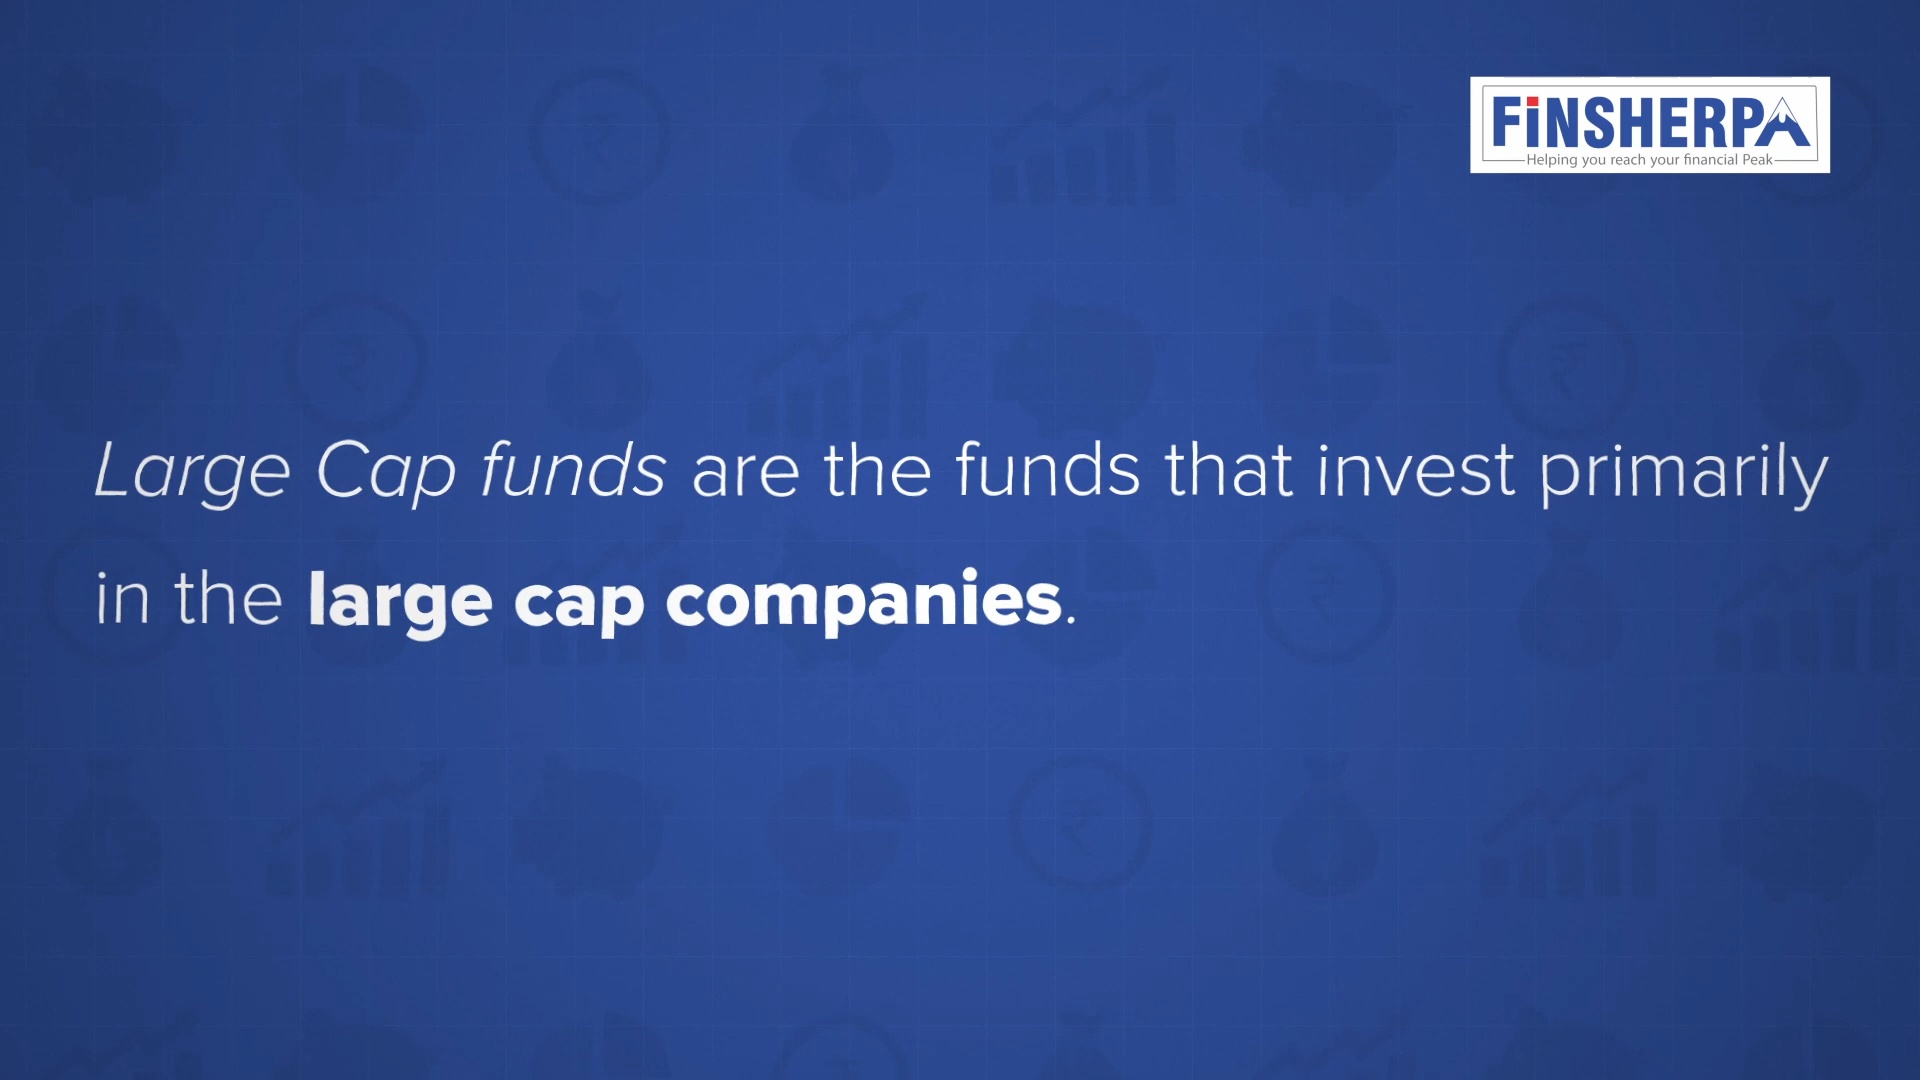 FiNSHERPA
Helping you reach your financial Peak
Large Cap funds are the funds that invest primarily
in the large cap companies.